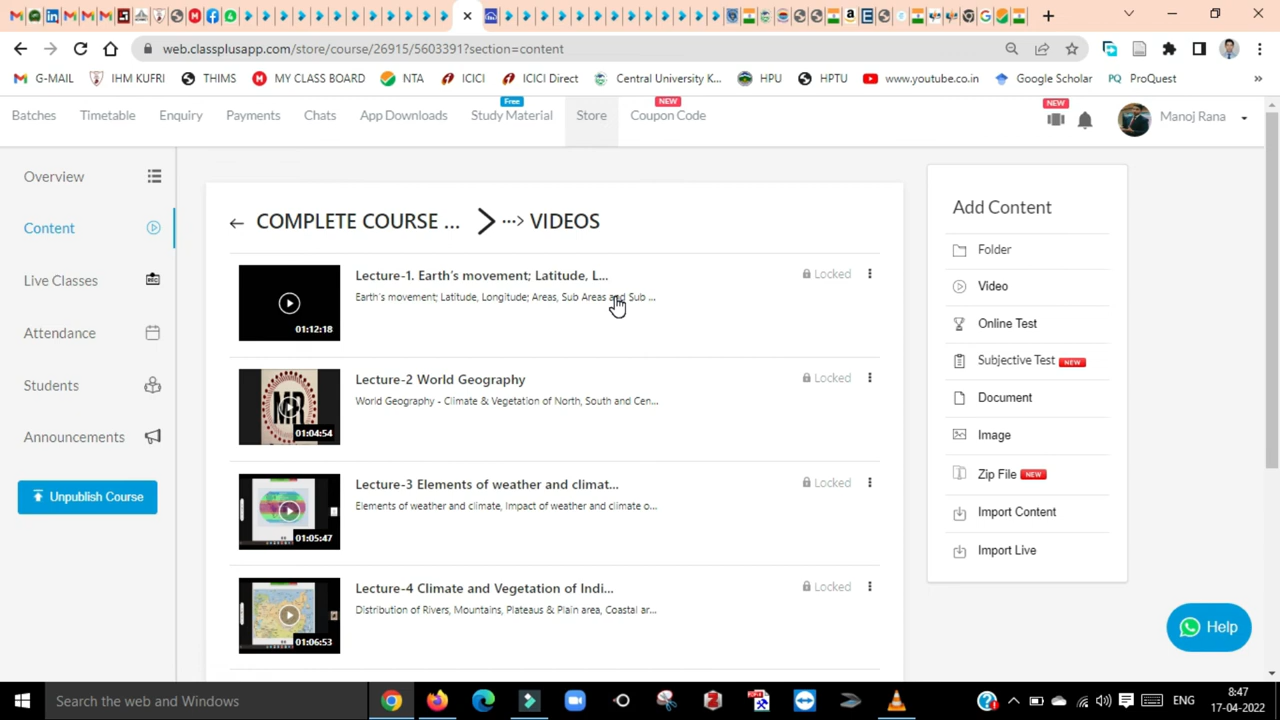 web.classplusapp.com/store/course/26915/560339​1?section=content
G-MAIL
IHM KUFRI
THIMS
MY CLASS BOARD
NTA
ICICI
ICICI Direct
Central University K...
HPU
HPTU
www.youtube.co.in
Google Scholar
PQ ProQuest
»
Batches
Timetable
Enquiry
Payments
Chats
App Downloads
Free
Study Material
Store
NEW
Coupon Code
NEW
Manoj Rana
Overview
Content
Live Classes
Attendance
Students
Announcements
Unpublish Course
← COMPLETE COURSE ... VIDEOS
Lecture-1. Earth's movement; Latitude, L...
Earth's movement; Latitude, Longitude; Areas, Sub Areas and Sub ...
01:12:18
Locked
Lecture-2 World Geography
World Geography - Climate & Vegetation of North, South and Cen...
01:04:54
Locked
Lecture-3 Elements of weather and climat...
Elements of weather and climate, Impact of weather and climate o...
01:05:47
Locked
Lecture-4 Climate and Vegetation of Indi...
Distribution of Rivers, Mountains, Plateaus & Plain area, Coastal ar...
01:06:53
Locked
Add Content
Folder
Video
Online Test
Subjective Test NEW
Document
Image
Zip File NEW
Import Content
Import Live
Help
Search the web and Windows
ENG
8:47
17-04-2022